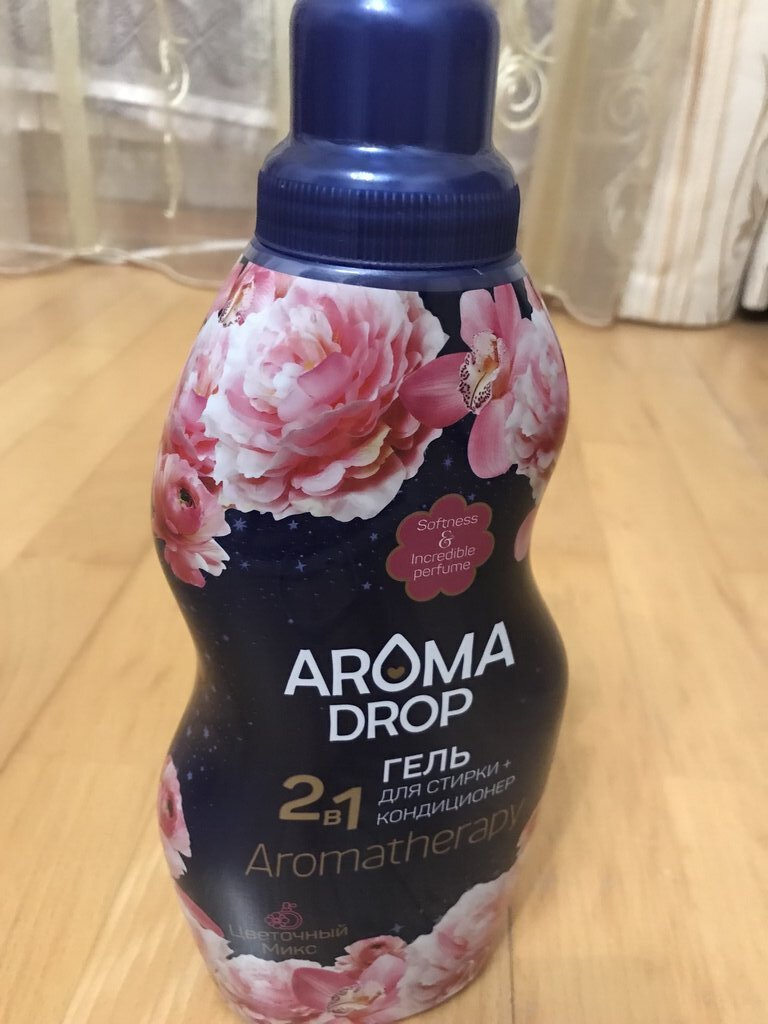 Softness
&
Incredible
perfume
AROMA
DROP
2в1
ГЕЛЬ
ДЛЯ СТИРКИ +
КОНДИЦИОНЕР
Aromatherapy
Цветочный
Микс